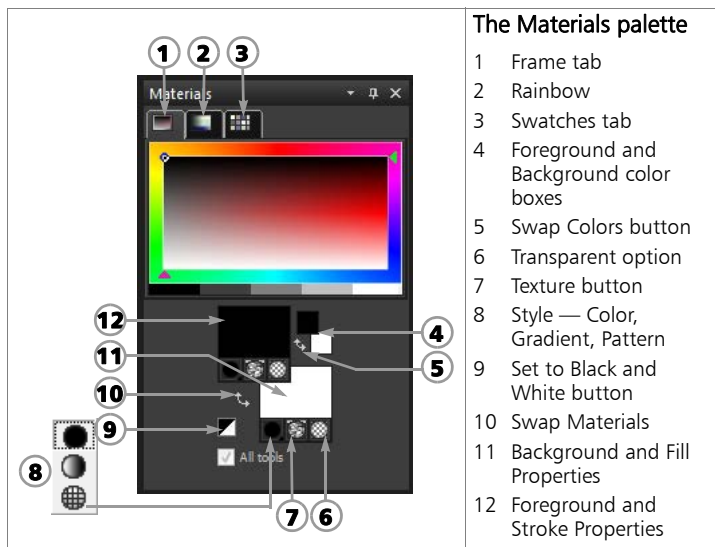 The Materials palette
1 Frame tab
2 Rainbow
3 Swatches tab
4 Foreground and
Background color
boxes
5 Swap Colors button
6 Transparent option
7 Texture button
8 Style — Color,
Gradient, Pattern
9 Set to Black and
White button
10 Swap Materials
11 Background and Fill
Properties
12 Foreground and
Stroke Properties
1 2 3
Materials
12
4
11
5
10
9
8
All tools
7 6